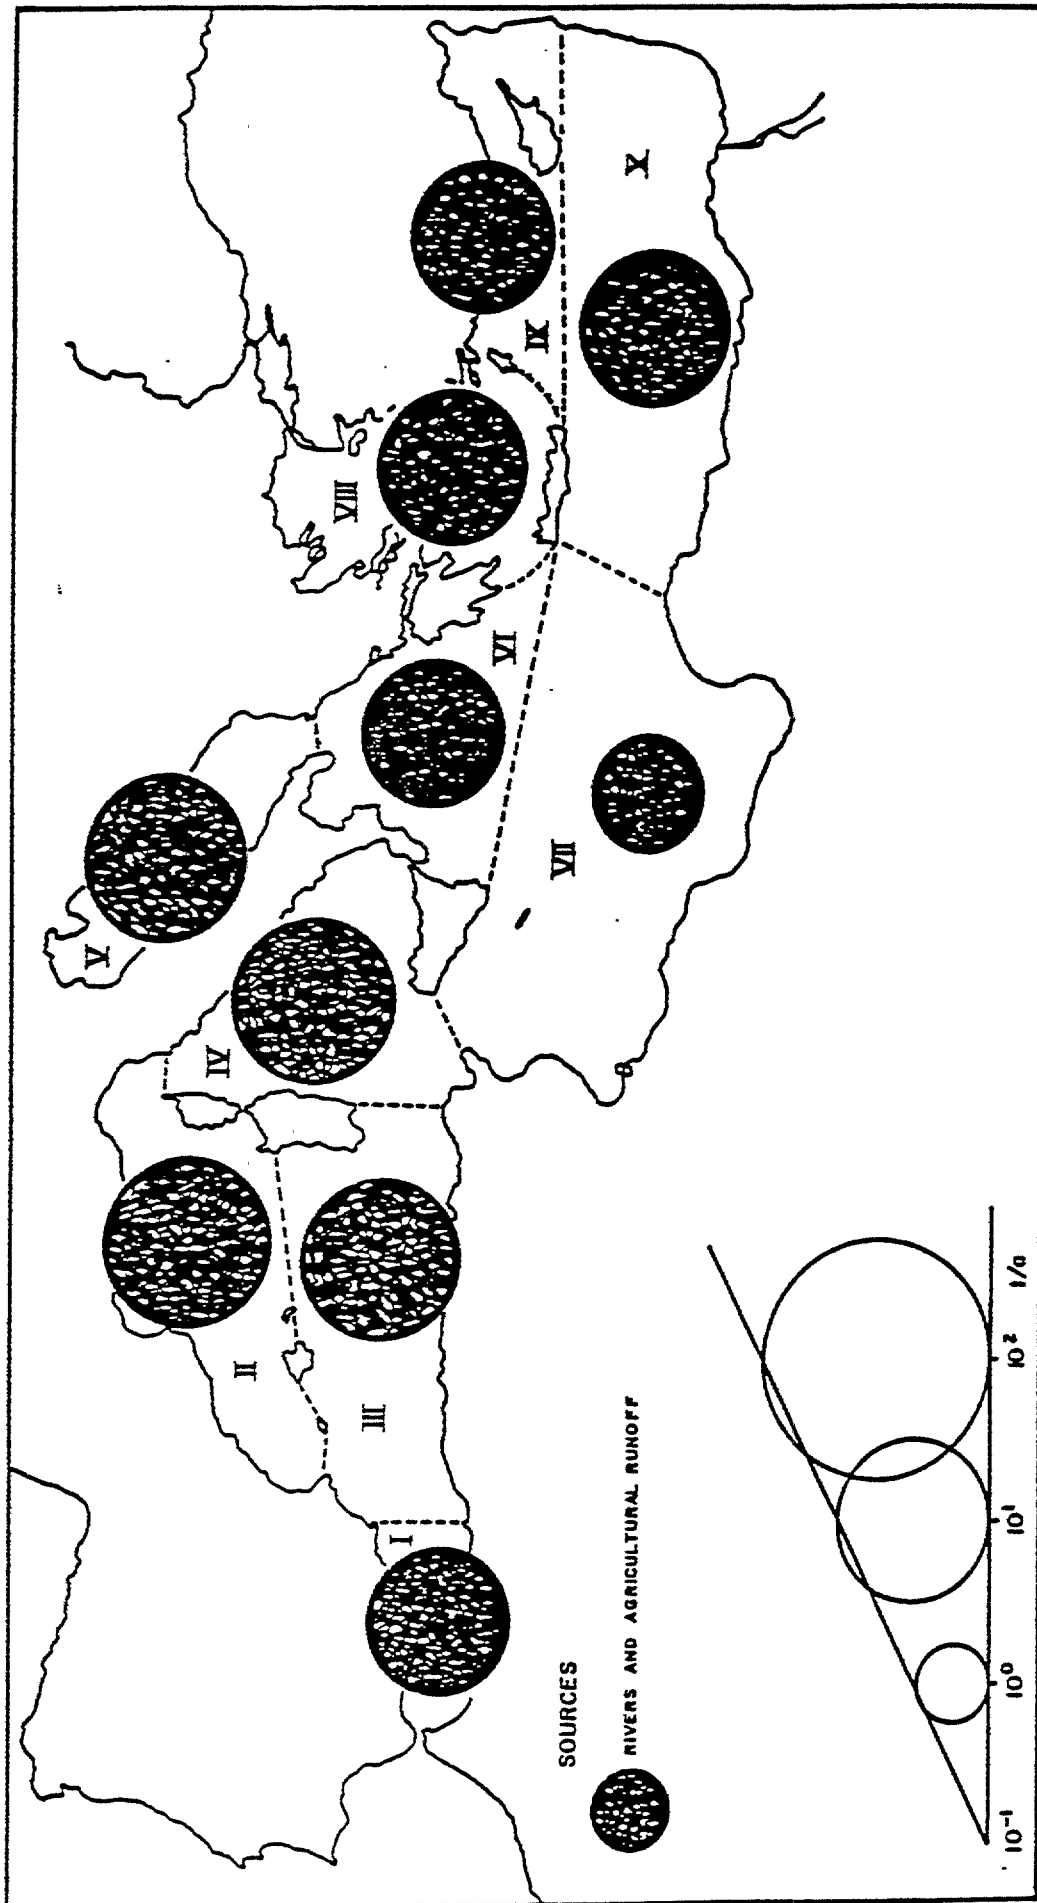 I
II
III
IV
V
VI
VII
VIII
IX
X
SOURCES
RIVERS AND AGRICULTURAL RUNOFF
10⁻¹ 10⁰ 10¹ 10² t/a